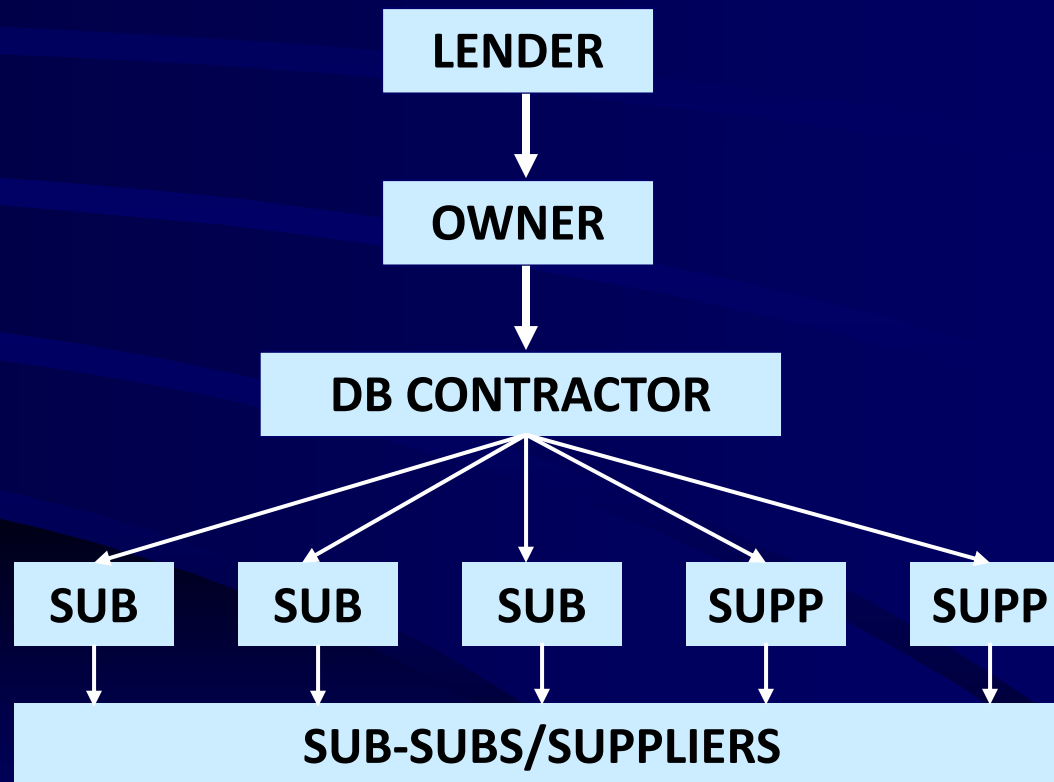 LENDER
OWNER
DB CONTRACTOR
SUB SUB SUB SUPP SUPP
SUB-SUBS/SUPPLIERS